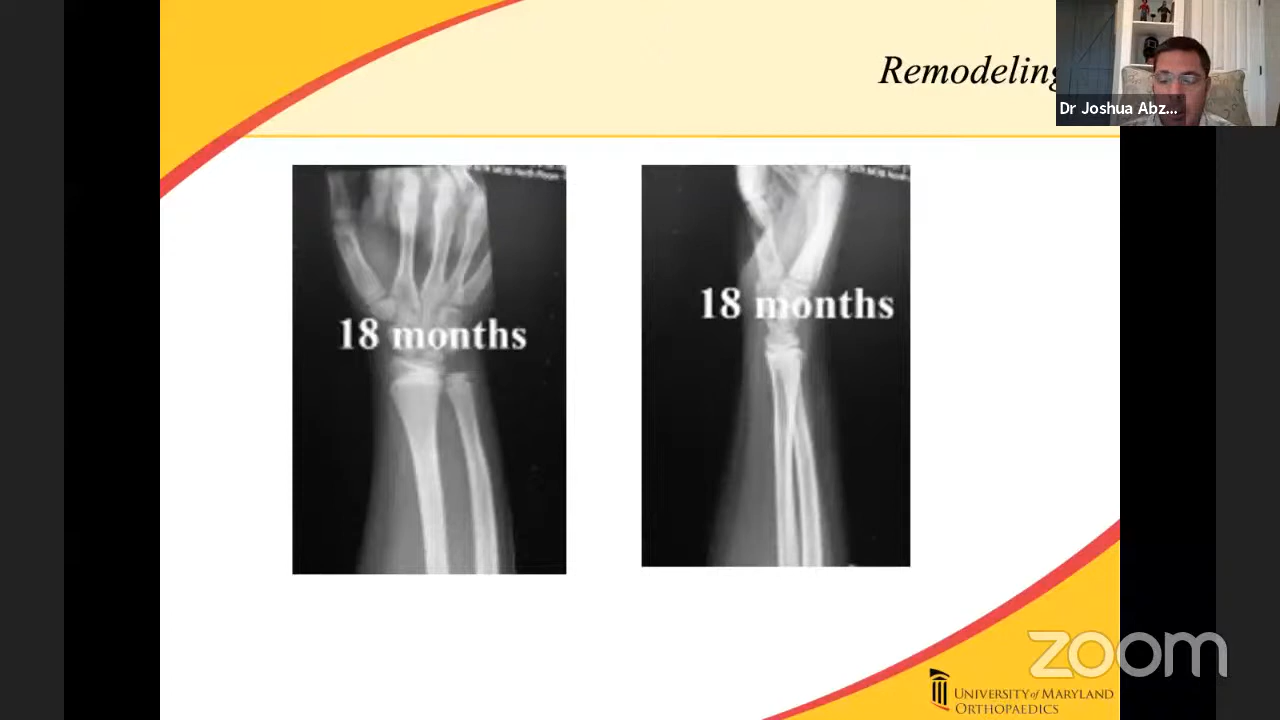 Remodeling
Dr Joshua Abz...
18 months
18 months
zoom
UNIVERSITY of MARYLAND
ORTHOPAEDICS